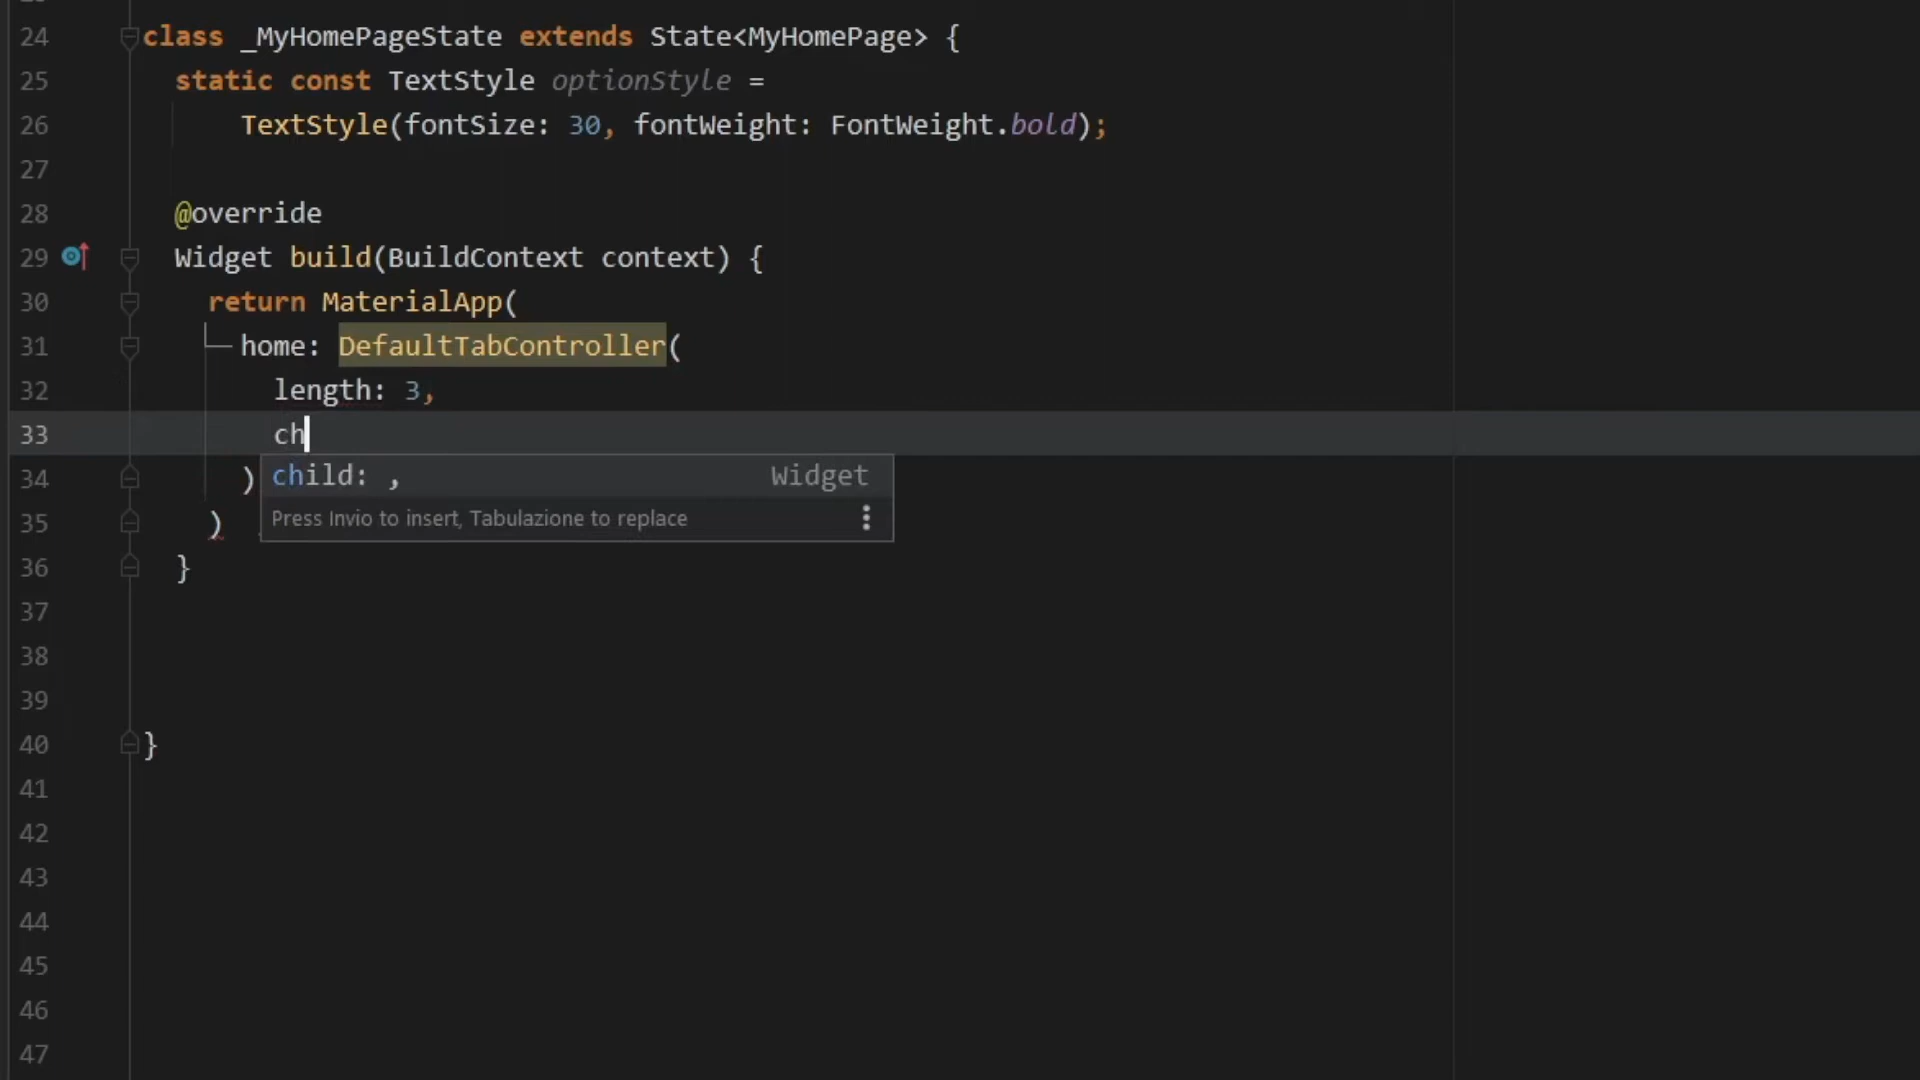 24 class _MyHomePageState extends State<MyHomePage> {
25 static const TextStyle optionStyle =
26 TextStyle(fontSize: 30, fontWeight: FontWeight.bold);
27
28 @override
29 Widget build(BuildContext context) {
30 return MaterialApp(
31 home: DefaultTabController(
32 length: 3,
33 ch
child: , Widget
34 )
Press Invio to insert, Tabulazione to replace
35 )
36 }
37
38
39
40 }
41
42
43
44
45
46
47